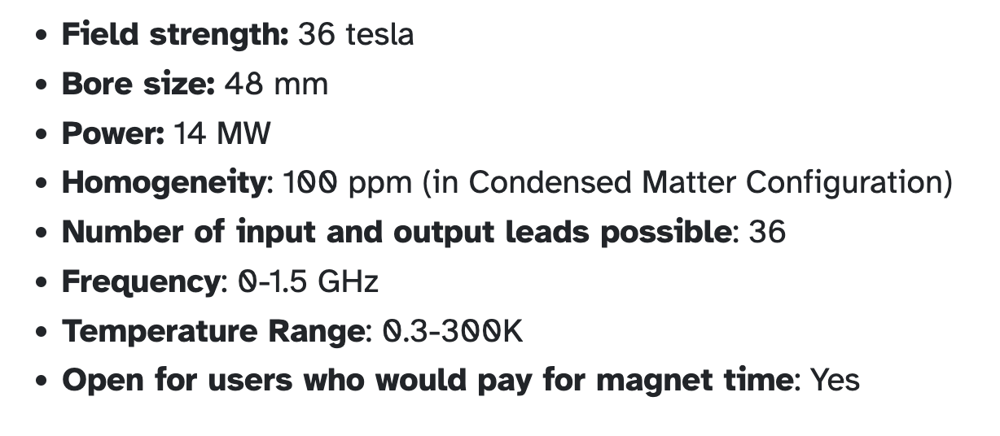 • Field strength: 36 tesla
• Bore size: 48 mm
• Power: 14 MW
• Homogeneity: 100 ppm (in Condensed Matter Configuration)
• Number of input and output leads possible: 36
• Frequency: 0-1.5 GHz
• Temperature Range: 0.3-300K
• Open for users who would pay for magnet time: Yes